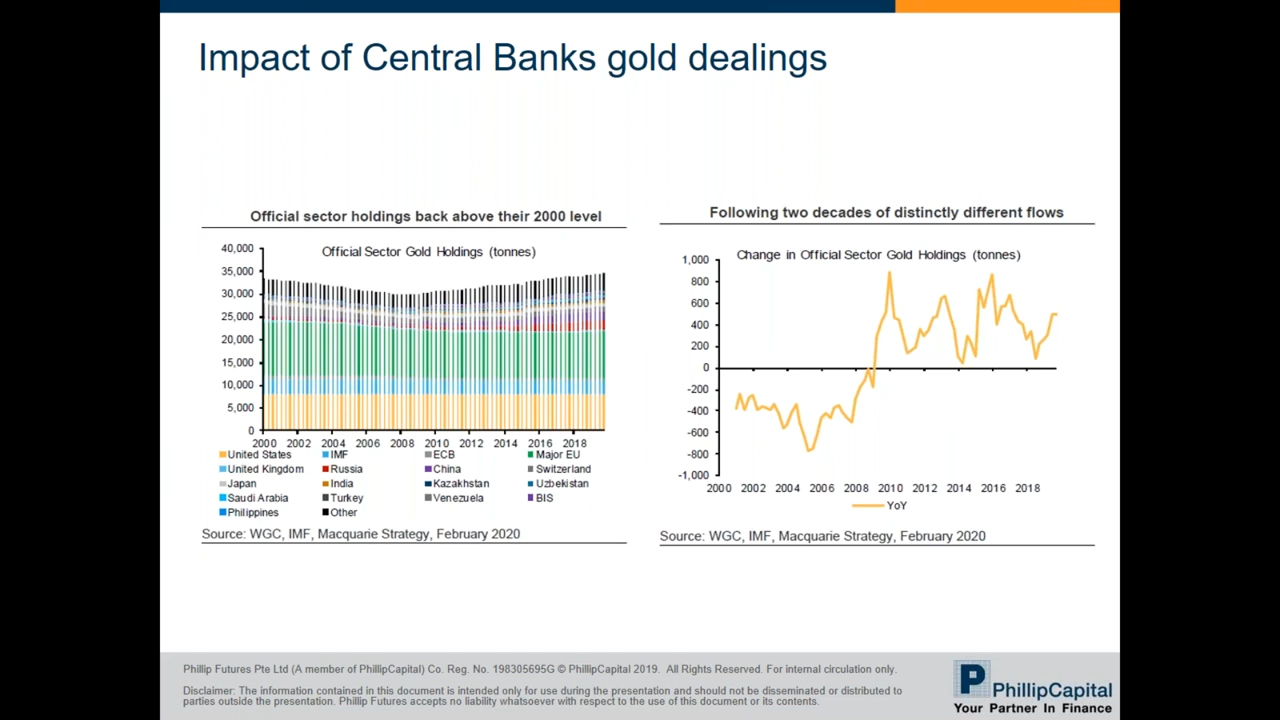 Impact of Central Banks gold dealings
Official sector holdings back above their 2000 level
Official Sector Gold Holdings (tonnes)
40,000
35,000
30,000
25,000
20,000
15,000
10,000
5,000
0
2000 2002 2004 2006 2008 2010 2012 2014 2016 2018
United States IMF ECB Major EU
United Kingdom Russia China Switzerland
Japan India Kazakhstan Uzbekistan
Saudi Arabia Turkey Venezuela BIS
Philippines Other
Source: WGC, IMF, Macquarie Strategy, February 2020
Following two decades of distinctly different flows
Change in Official Sector Gold Holdings (tonnes)
1,000
800
600
400
200
0
-200
-400
-600
-800
-1,000
2000 2002 2004 2006 2008 2010 2012 2014 2016 2018
YoY
Source: WGC, IMF, Macquarie Strategy, February 2020
Phillip Futures Pte Ltd (A member of PhillipCapital) Co. Reg. No. 198305695G © PhillipCapital 2019. All Rights Reserved. For internal circulation only.
Disclaimer: The information contained in this document is intended only for use during the presentation and should not be disseminated or distributed to
parties outside the presentation. Phillip Futures accepts no liability whatsoever with respect to the use of this document or its contents.
P PhillipCapital
Your Partner In Finance